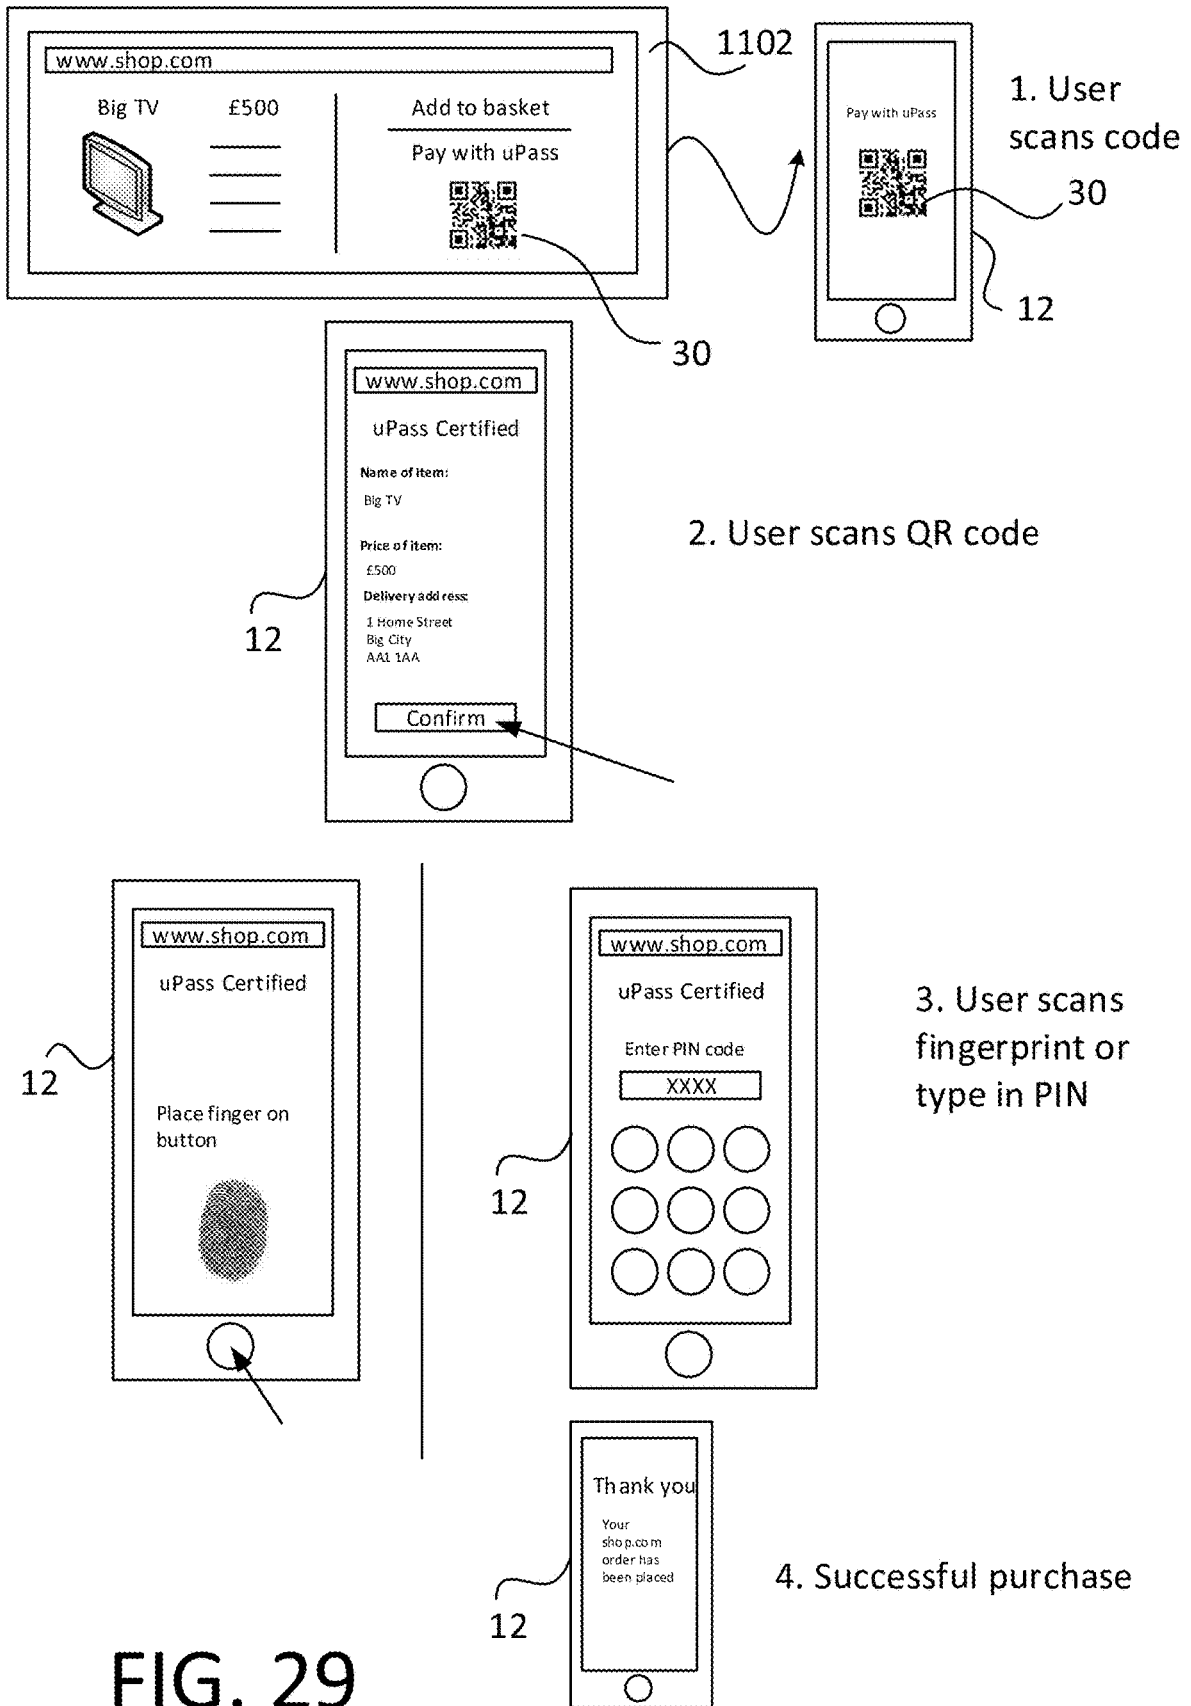 www.shop.com
1102
Big TV
£500
Add to basket
Pay with uPass
30
Pay with uPass
30
12
1. User
scans code
www.shop.com
uPass Certified
Name of item:
Big TV
Price of item:
£500
Delivery address:
1 Home Street
Big City
AA1 1AA
Confirm
12
2. User scans QR code
www.shop.com
uPass Certified
Place finger on
button
12
www.shop.com
uPass Certified
Enter PIN code
XXXX
12
3. User scans
fingerprint or
type in PIN
Thank you
Your
shop.com
order has
been placed
12
4. Successful purchase
FIG. 29